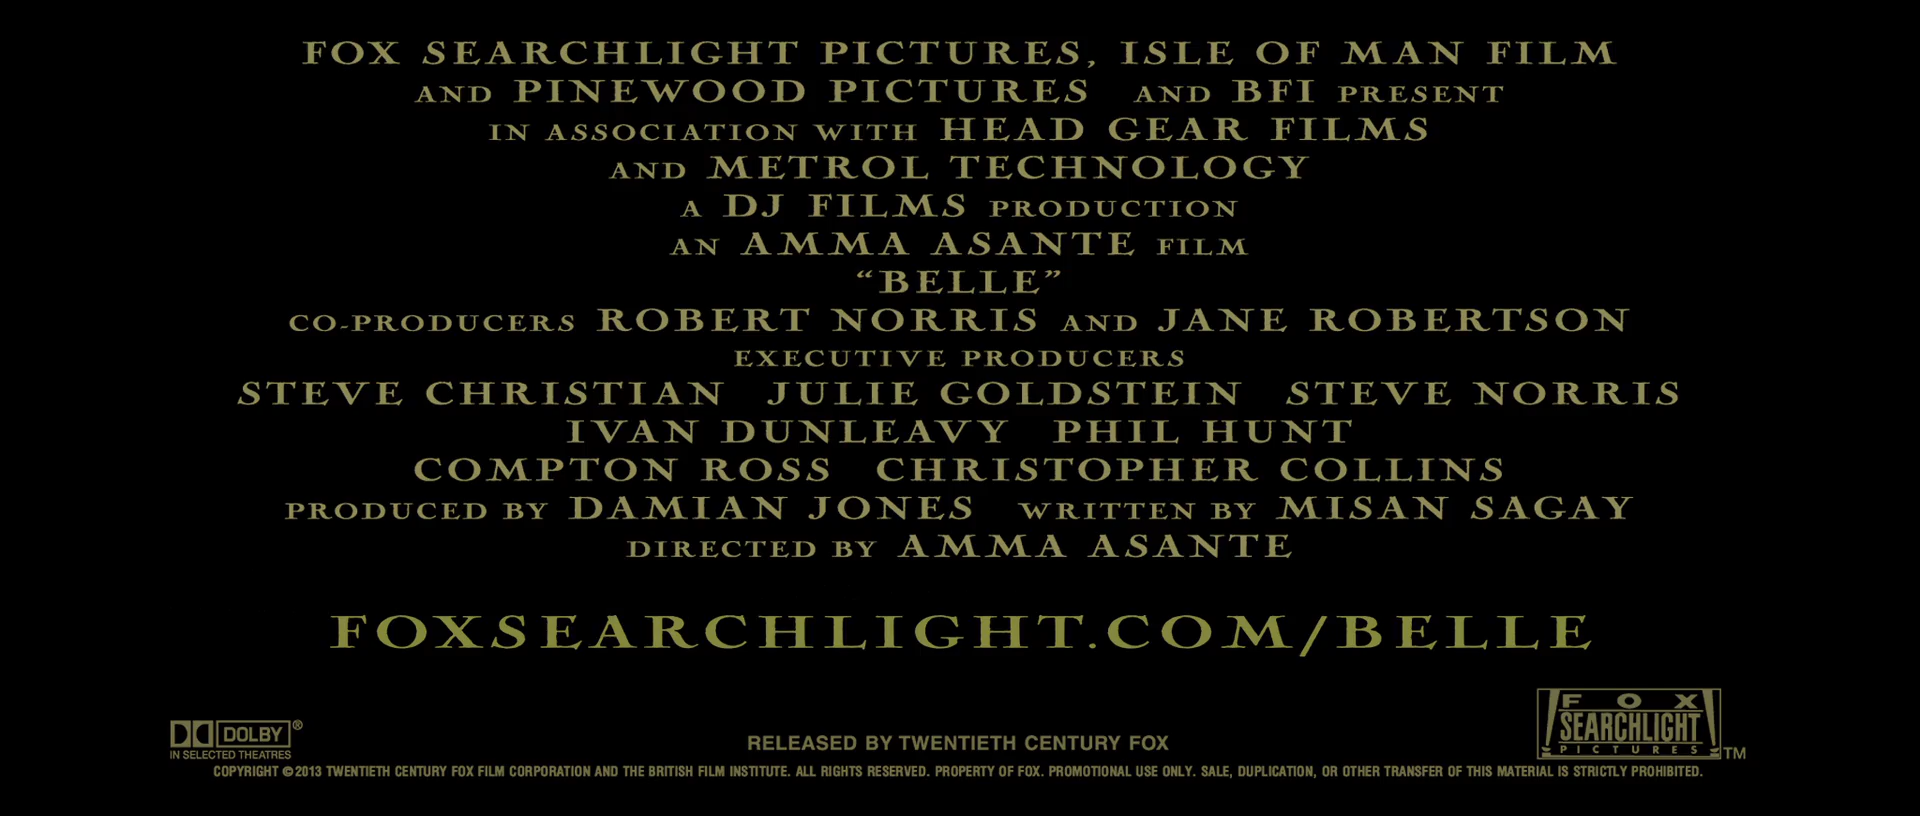 FOX SEARCHLIGHT PICTURES, ISLE OF MAN FILM
AND PINEWOOD PICTURES AND BFI PRESENT
IN ASSOCIATION WITH HEAD GEAR FILMS
AND METROL TECHNOLOGY
A DJ FILMS PRODUCTION
AN AMMA ASANTE FILM
“BELLE”
CO-PRODUCERS ROBERT NORRIS AND JANE ROBERTSON
EXECUTIVE PRODUCERS
STEVE CHRISTIAN JULIE GOLDSTEIN STEVE NORRIS
IVAN DUNLEAVY PHIL HUNT
COMPTON ROSS CHRISTOPHER COLLINS
PRODUCED BY DAMIAN JONES WRITTEN BY MISAN SAGAY
DIRECTED BY AMMA ASANTE
FOXSEARCHLIGHT.COM/BELLE
DOLBY®
IN SELECTED THEATRES
RELEASED BY TWENTIETH CENTURY FOX
FOX
SEARCHLIGHT
PICTURES™
COPYRIGHT ©2013 TWENTIETH CENTURY FOX FILM CORPORATION AND THE BRITISH FILM INSTITUTE. ALL RIGHTS RESERVED. PROPERTY OF FOX. PROMOTIONAL USE ONLY. SALE, DUPLICATION, OR OTHER TRANSFER OF THIS MATERIAL IS STRICTLY PROHIBITED.